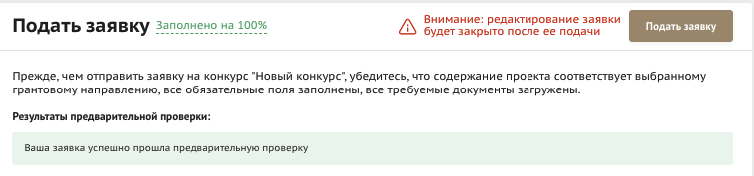 Подать заявку Заполнено на 100%
Внимание: редактирование заявки
будет закрыто после ее подачи
Подать заявку
Прежде, чем отправить заявку на конкурс "Новый конкурс", убедитесь, что содержание проекта соответствует выбранному
грантовому направлению, все обязательные поля заполнены, все требуемые документы загружены.
Результаты предварительной проверки:
Ваша заявка успешно прошла предварительную проверку